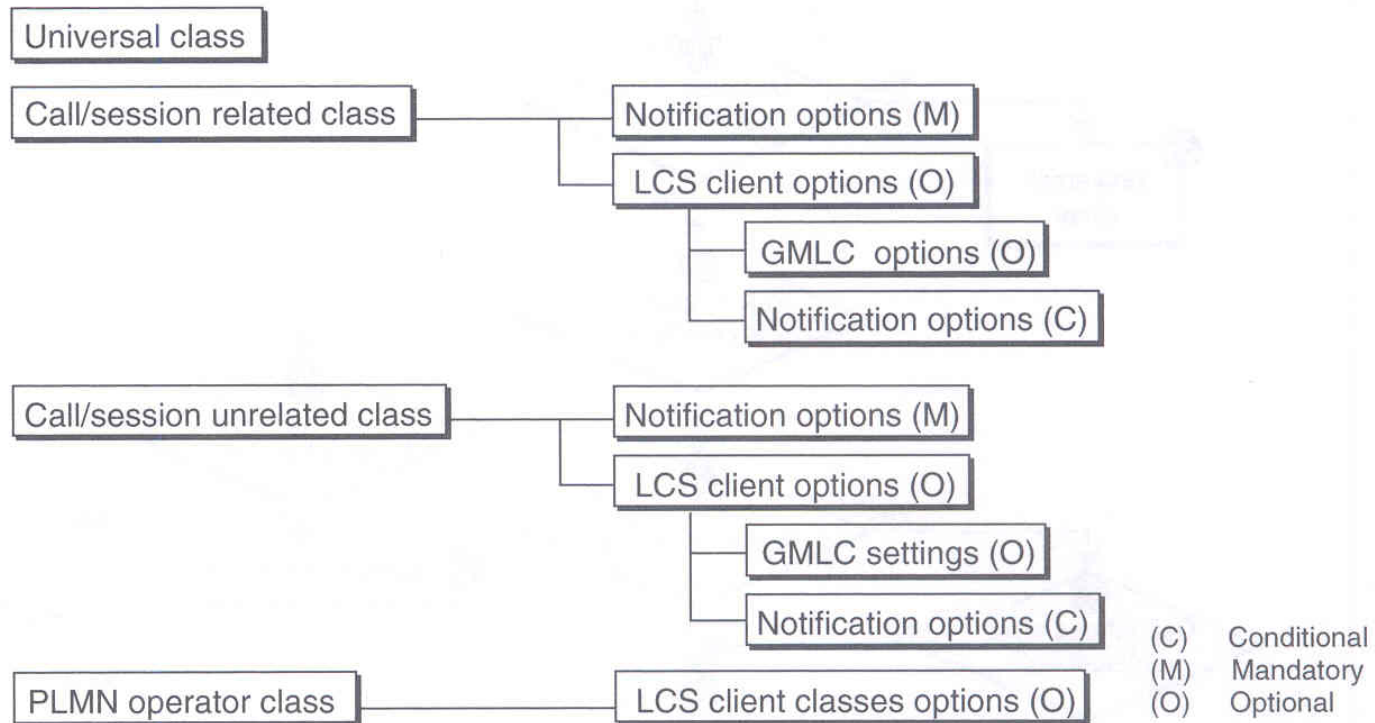 Universal class
Call/session related class
Notification options (M)
LCS client options (O)
GMLC options (O)
Notification options (C)
Call/session unrelated class
Notification options (M)
LCS client options (O)
GMLC settings (O)
Notification options (C)
PLMN operator class
LCS client classes options (O)
(C) Conditional
(M) Mandatory
(O) Optional